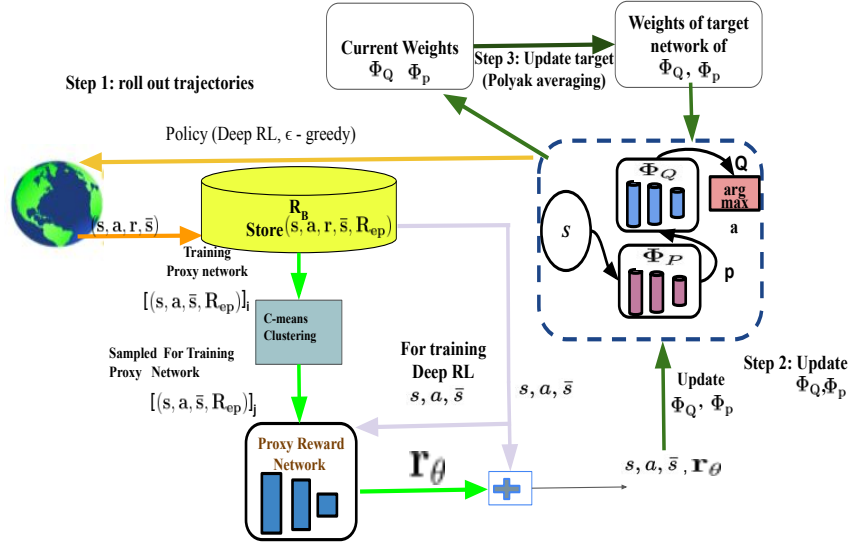 Current Weights
Φ_Q Φ_p
Step 3: Update target
(Polyak averaging)
Weights of target
network of
Φ_Q, Φ_p
Step 1: roll out trajectories
Policy (Deep RL, ϵ - greedy)
(s, a, r, s̄)
R_B
Store(s, a, r, s̄, R_ep)
Φ_Q
Q
arg
max
a
S
Φ_P
p
Training
Proxy network
[(s, a, s̄, R_ep)]_i
C-means
Clustering
Sampled For Training
Proxy Network
[(s, a, s̄, R_ep)]_j
For training
Deep RL
s, a, s̄
s, a, s̄
Update
Φ_Q, Φ_p
Step 2: Update
Φ_Q,Φ_p
Proxy Reward
Network
r_θ
s, a, s̄ , r_θ